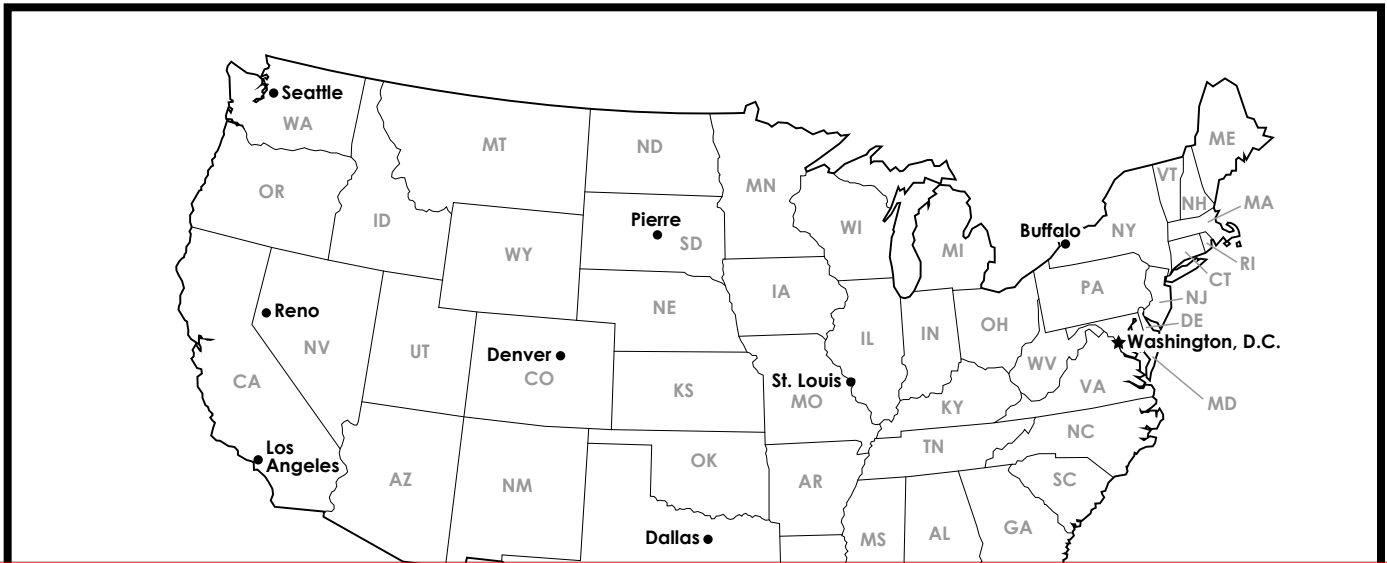 Seattle
WA
ME
MT
ND
VT
MN
OR
NH
MA
ID
Pierre
SD
WI
NY
Buffalo
MI
WY
RI
CT
PA
IA
NJ
NE
Reno
DE
OH
IN
IL
Washington, D.C.
NV
UT
Denver
CO
WV
CA
St. Louis
MO
KS
VA
MD
KY
NC
TN
Los
Angeles
OK
AZ
NM
AR
SC
GA
AL
Dallas
MS